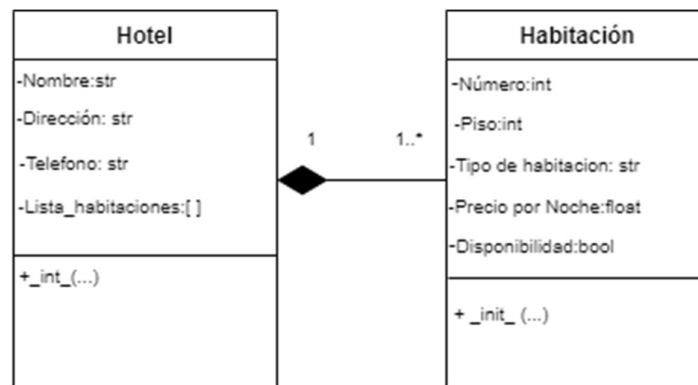 Hotel
-Nombre:str
-Dirección: str
-Telefono: str
-Lista_habitaciones:[ ]
+_int_(...)
1
1..*
Habitación
-Número:int
-Piso:int
-Tipo de habitacion: str
-Precio por Noche:float
-Disponibilidad:bool
+ _init_ (...)